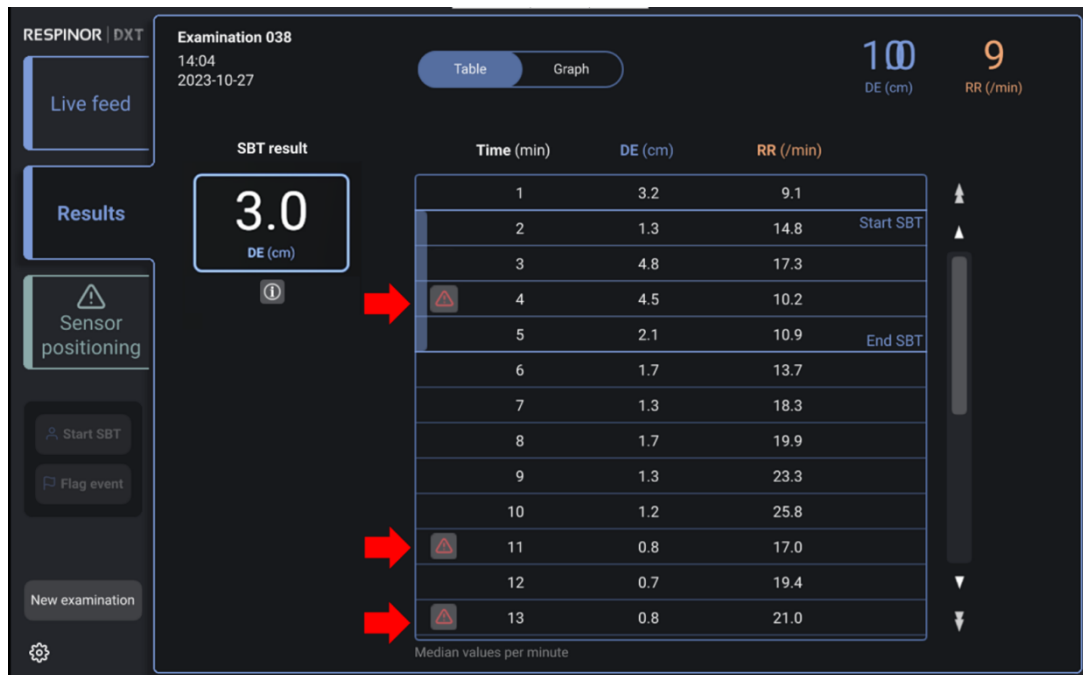 RESPINOR | DXT
Live feed
Results
Sensor
positioning
Start SBT
Flag event
New examination
Examination 038
14:04
2023-10-27
Table Graph
DE (cm)
9
RR (/min)
SBT result
3.0
DE (cm)
Time (min) DE (cm) RR (/min)
1 3.2 9.1
2 1.3 14.8 Start SBT
3 4.8 17.3
4 4.5 10.2
5 2.1 10.9 End SBT
6 1.7 13.7
7 1.3 18.3
8 1.7 19.9
9 1.3 23.3
10 1.2 25.8
11 0.8 17.0
12 0.7 19.4
13 0.8 21.0
Median values per minute